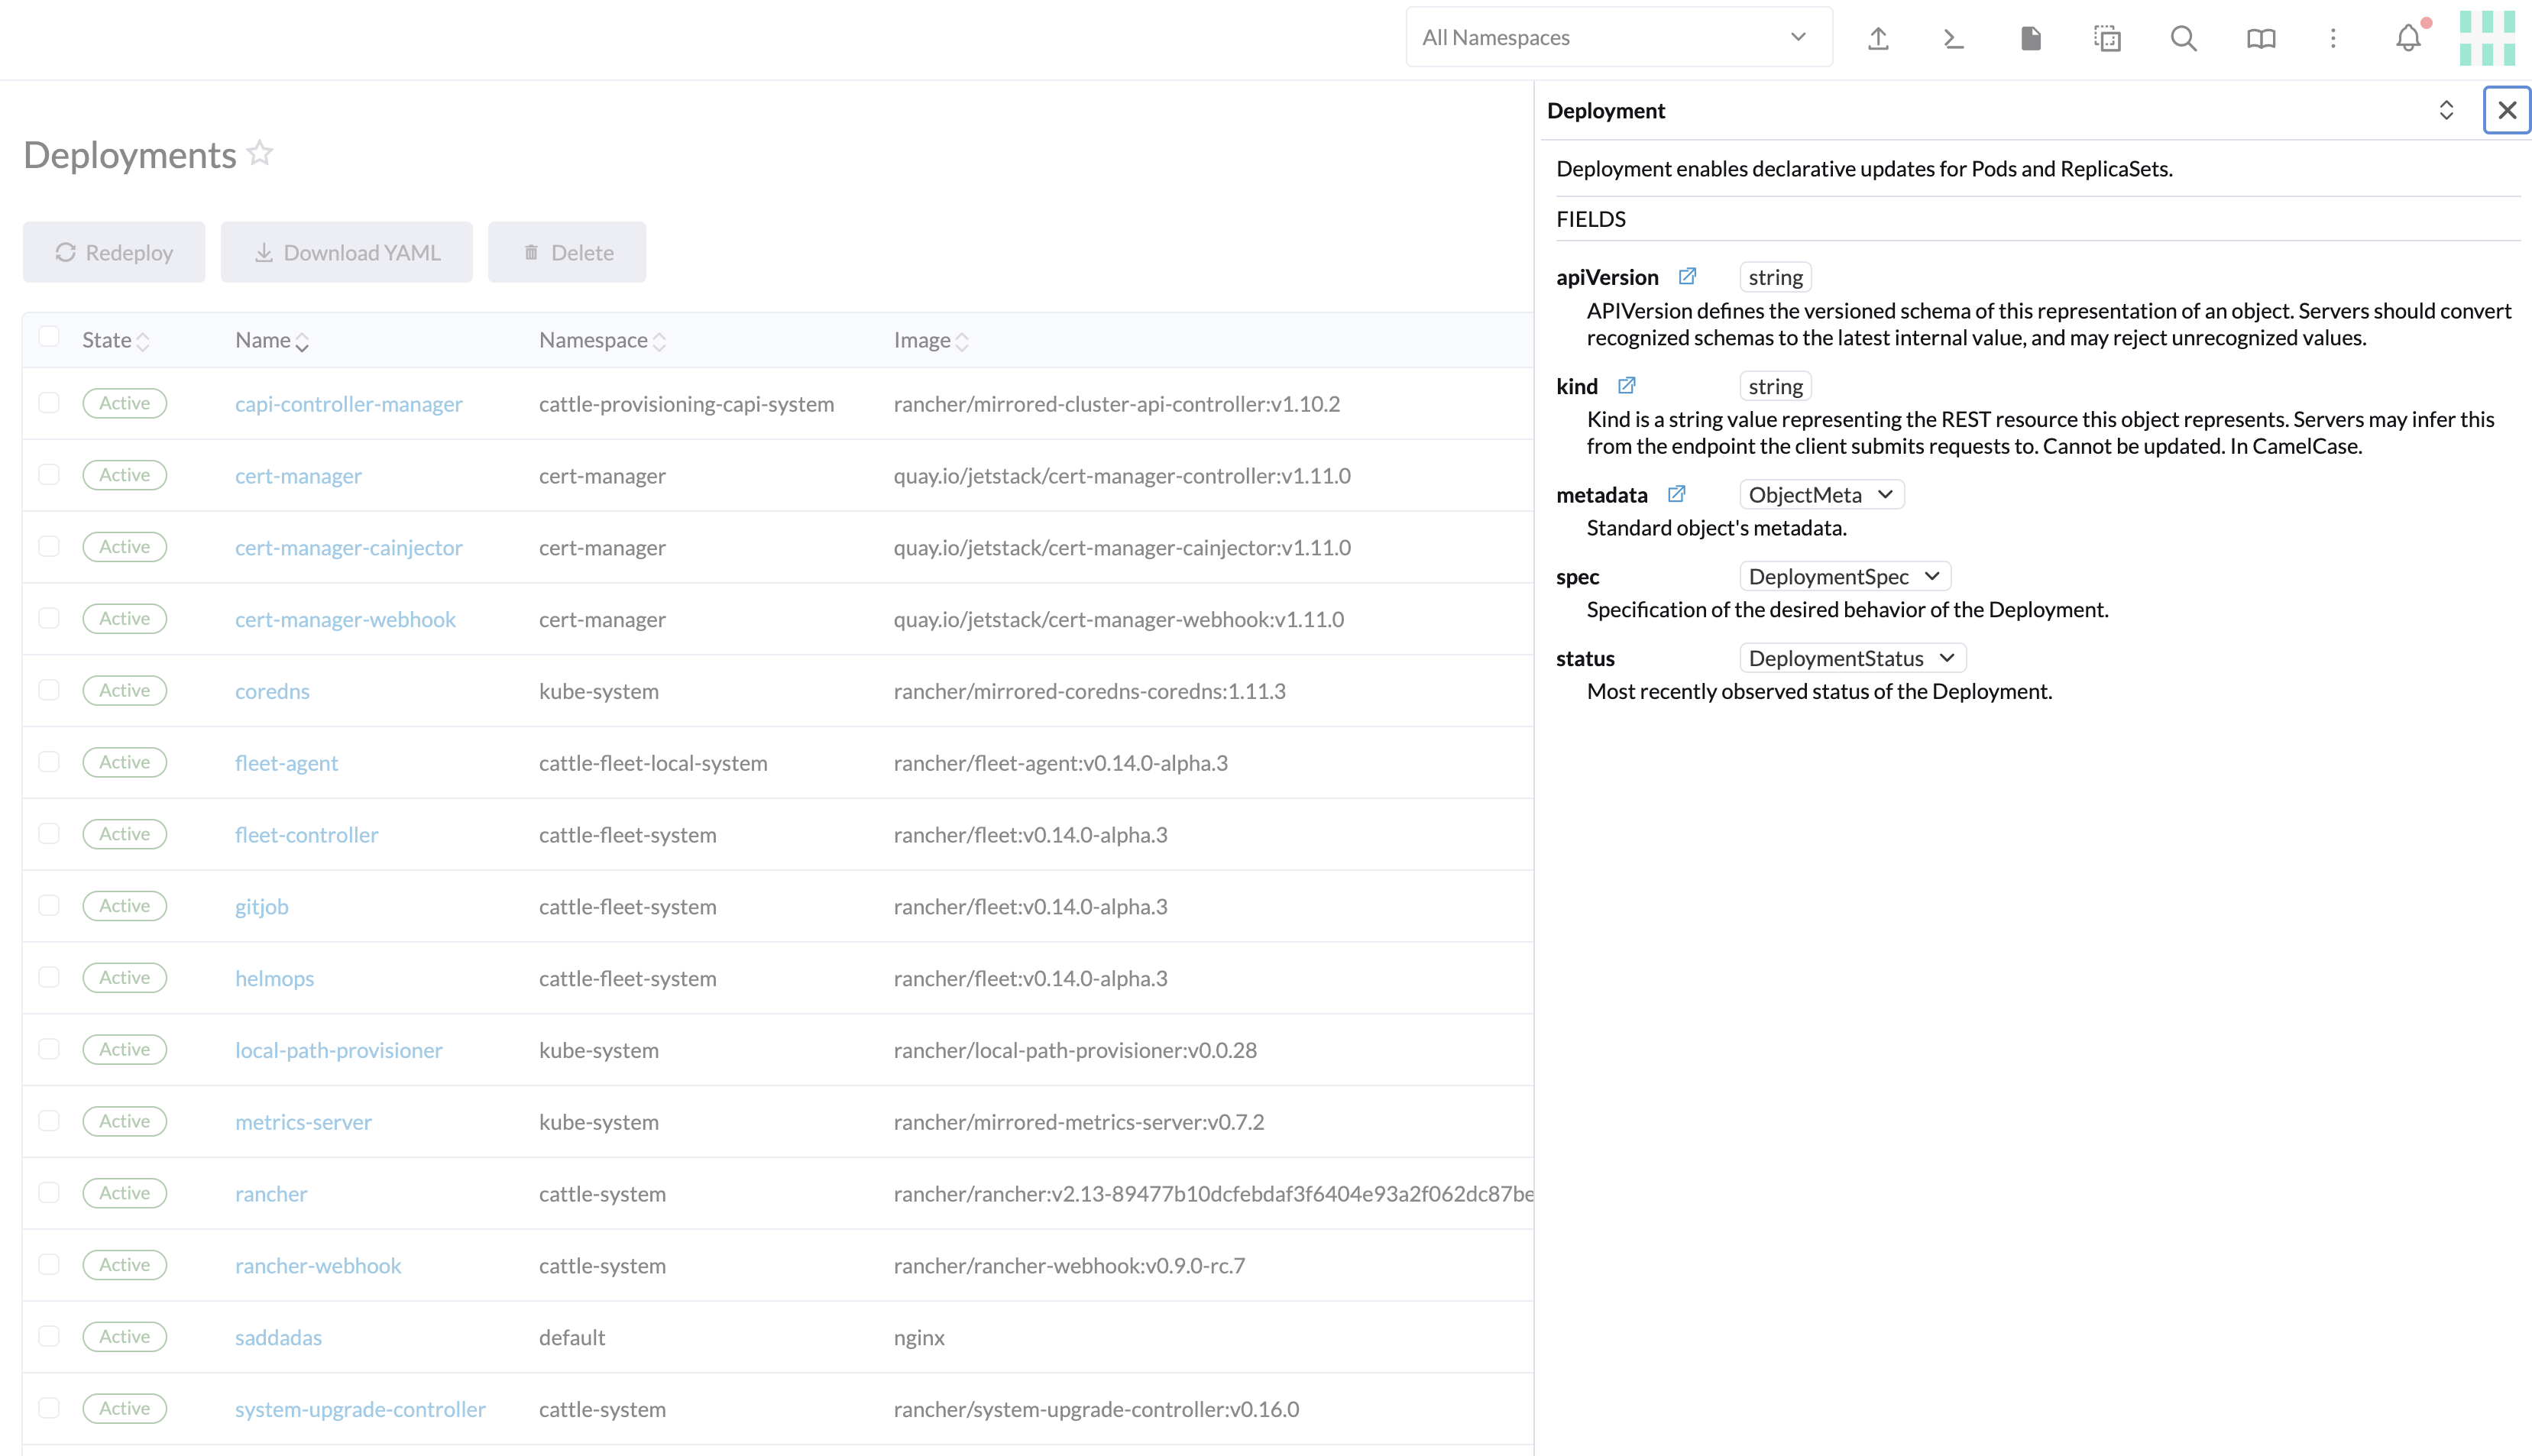 All Namespaces
Deployments
Redeploy
Download YAML
Delete
State Name Namespace Image
Active capi-controller-manager cattle-provisioning-capi-system rancher/mirrored-cluster-api-controller:v1.10.2
Active cert-manager cert-manager quay.io/jetstack/cert-manager-controller:v1.11.0
Active cert-manager-cainjector cert-manager quay.io/jetstack/cert-manager-cainjector:v1.11.0
Active cert-manager-webhook cert-manager quay.io/jetstack/cert-manager-webhook:v1.11.0
Active coredns kube-system rancher/mirrored-coredns-coredns:1.11.3
Active fleet-agent cattle-fleet-local-system rancher/fleet-agent:v0.14.0-alpha.3
Active fleet-controller cattle-fleet-system rancher/fleet:v0.14.0-alpha.3
Active gitjob cattle-fleet-system rancher/fleet:v0.14.0-alpha.3
Active helmops cattle-fleet-system rancher/fleet:v0.14.0-alpha.3
Active local-path-provisioner kube-system rancher/local-path-provisioner:v0.0.28
Active metrics-server kube-system rancher/mirrored-metrics-server:v0.7.2
Active rancher cattle-system rancher/rancher:v2.13-89477b10dcfebdaf3f6404e93a2f062dc87be
Active rancher-webhook cattle-system rancher/rancher-webhook:v0.9.0-rc.7
Active saddadas default nginx
Active system-upgrade-controller cattle-system rancher/system-upgrade-controller:v0.16.0
Deployment
Deployment enables declarative updates for Pods and ReplicaSets.
FIELDS
apiVersion string
APIVersion defines the versioned schema of this representation of an object. Servers should convert
recognized schemas to the latest internal value, and may reject unrecognized values.
kind string
Kind is a string value representing the REST resource this object represents. Servers may infer this
from the endpoint the client submits requests to. Cannot be updated. In CamelCase.
metadata ObjectMeta
Standard object's metadata.
spec DeploymentSpec
Specification of the desired behavior of the Deployment.
status DeploymentStatus
Most recently observed status of the Deployment.